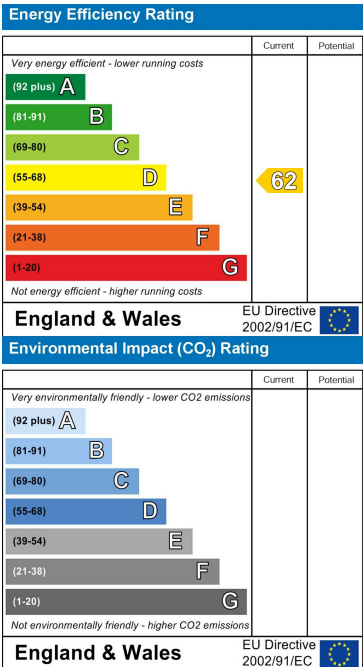 Energy Efficiency Rating
Current Potential
Very energy efficient - lower running costs
(92 plus) A
(81-91) B
(69-80) C
(55-68) D
62
(39-54) E
(21-38) F
(1-20) G
Not energy efficient - higher running costs
England & Wales
EU Directive
2002/91/EC
Environmental Impact (CO₂) Rating
Current Potential
Very environmentally friendly - lower CO2 emissions
(92 plus) A
(81-91) B
(69-80) C
(55-68) D
(39-54) E
(21-38) F
(1-20) G
Not environmentally friendly - higher CO2 emissions
England & Wales
EU Directive
2002/91/EC